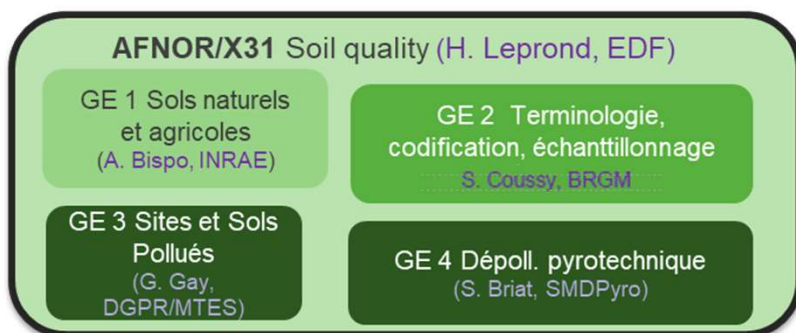 AFNOR/X31 Soil quality (H. Leprond, EDF)
GE 1 Sols naturels
et agricoles
(A. Bispo, INRAE)
GE 2 Terminologie,
codification, échanttillonnage
S. Coussy, BRGM
GE 3 Sites et Sols
Pollués
(G. Gay,
DGPR/MTES)
GE 4 Dépoll. pyrotechnique
(S. Briat, SMDPyro)